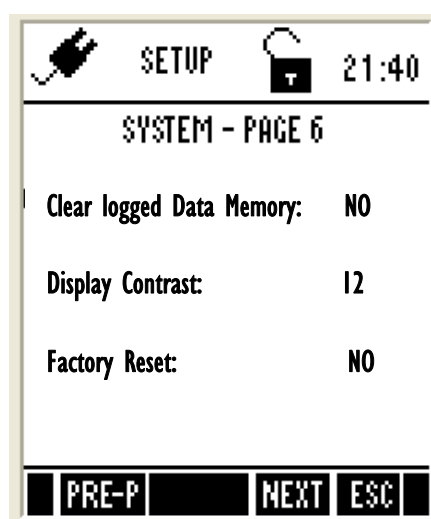 SETUP 21:40
SYSTEM - PAGE 6
Clear logged Data Memory: NO
Display Contrast: 12
Factory Reset: NO
PRE-P NEXT ESC